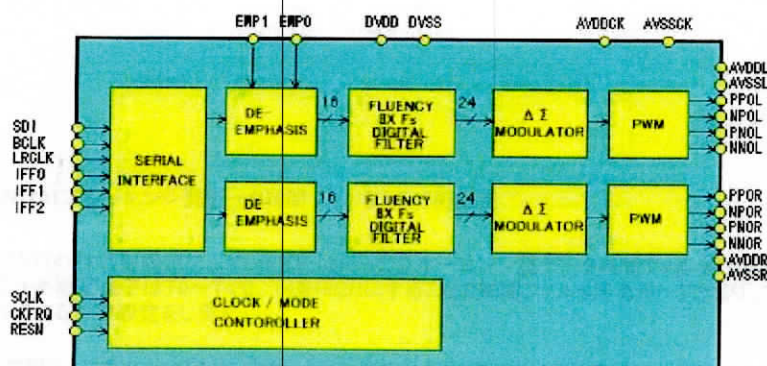 EMP1 EMP0 DVDD DVSS AVDDCK AVSSCK
AVDDL
AVSSL
PPOL
NPOL
PNOL
NNOL
SDI
BCLK
LRCLK
IFF0
IFF1
IFF2
SERIAL
INTERFACE
DE-
EMPHASIS
16
FLUENCY
8X Fs
DIGITAL
FILTER
24
Δ Σ
MODULATOR
PWM
DE
EMPHASIS
16
FLUENCY
8X Fs
DIGITAL
FILTER
24
Δ Σ
MODULATOR
PWM
PPOR
NPOR
PNOR
NNOR
AVDDR
AVSSR
SCLK
CKFRQ
RESN
CLOCK / MODE
CONTOROLLER